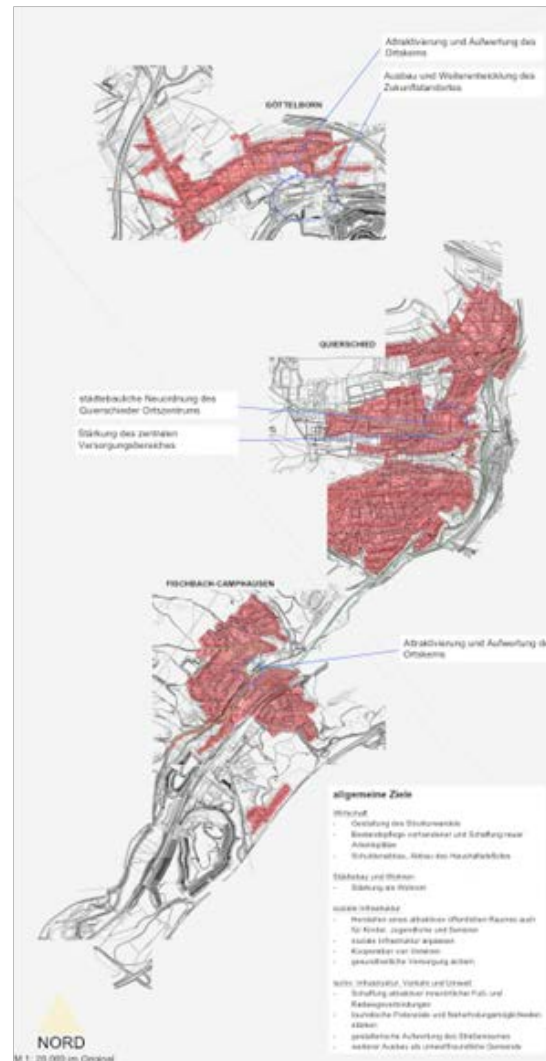 Attraktivierung und Aufwertung des
Ortskerns
Ausbau und Weiterentwicklung des
Zukunftstandortes
GÖTTELBORN
QUIERSCHIED
städtebauliche Neuordnung des
Quierschieder Ortszentrums
Stärkung des zentralen
Versorgungsbereiches
FISCHBACH-CAMPHAUSEN
Attraktivierung und Aufwertung de
Ortskerns
allgemeine Ziele
Wirtschaft
- Gestaltung des Strukturwandels
- Bestandspflege vorhandener und Schaffung neuer
Arbeitsplätze
- Schuldenabbau, Abbau des Haushaltsdefizites
Städtebau und Wohnen
- Stärkung als Wohnort
soziale Infrastruktur
- Herstellen eines attraktiven öffentlichen Raumes auch
für Kinder, Jugendliche und Senioren
- soziale Infrastruktur anpassen
- Kooperation von Vereinen
- gesundheitliche Versorgung sichern
techn. Infrastruktur, Verkehr und Umwelt
- Schaffung attraktiver innerörtlicher Fuß- und
Radwegeverbindungen
- touristische Potenziale und Naherholungsmöglichkeiten
stärken
- gestalterische Aufwertung des Straßenraumes
- weiterer Ausbau als umweltfreundliche Gemeinde
NORD
M 1: 20.000 im Original